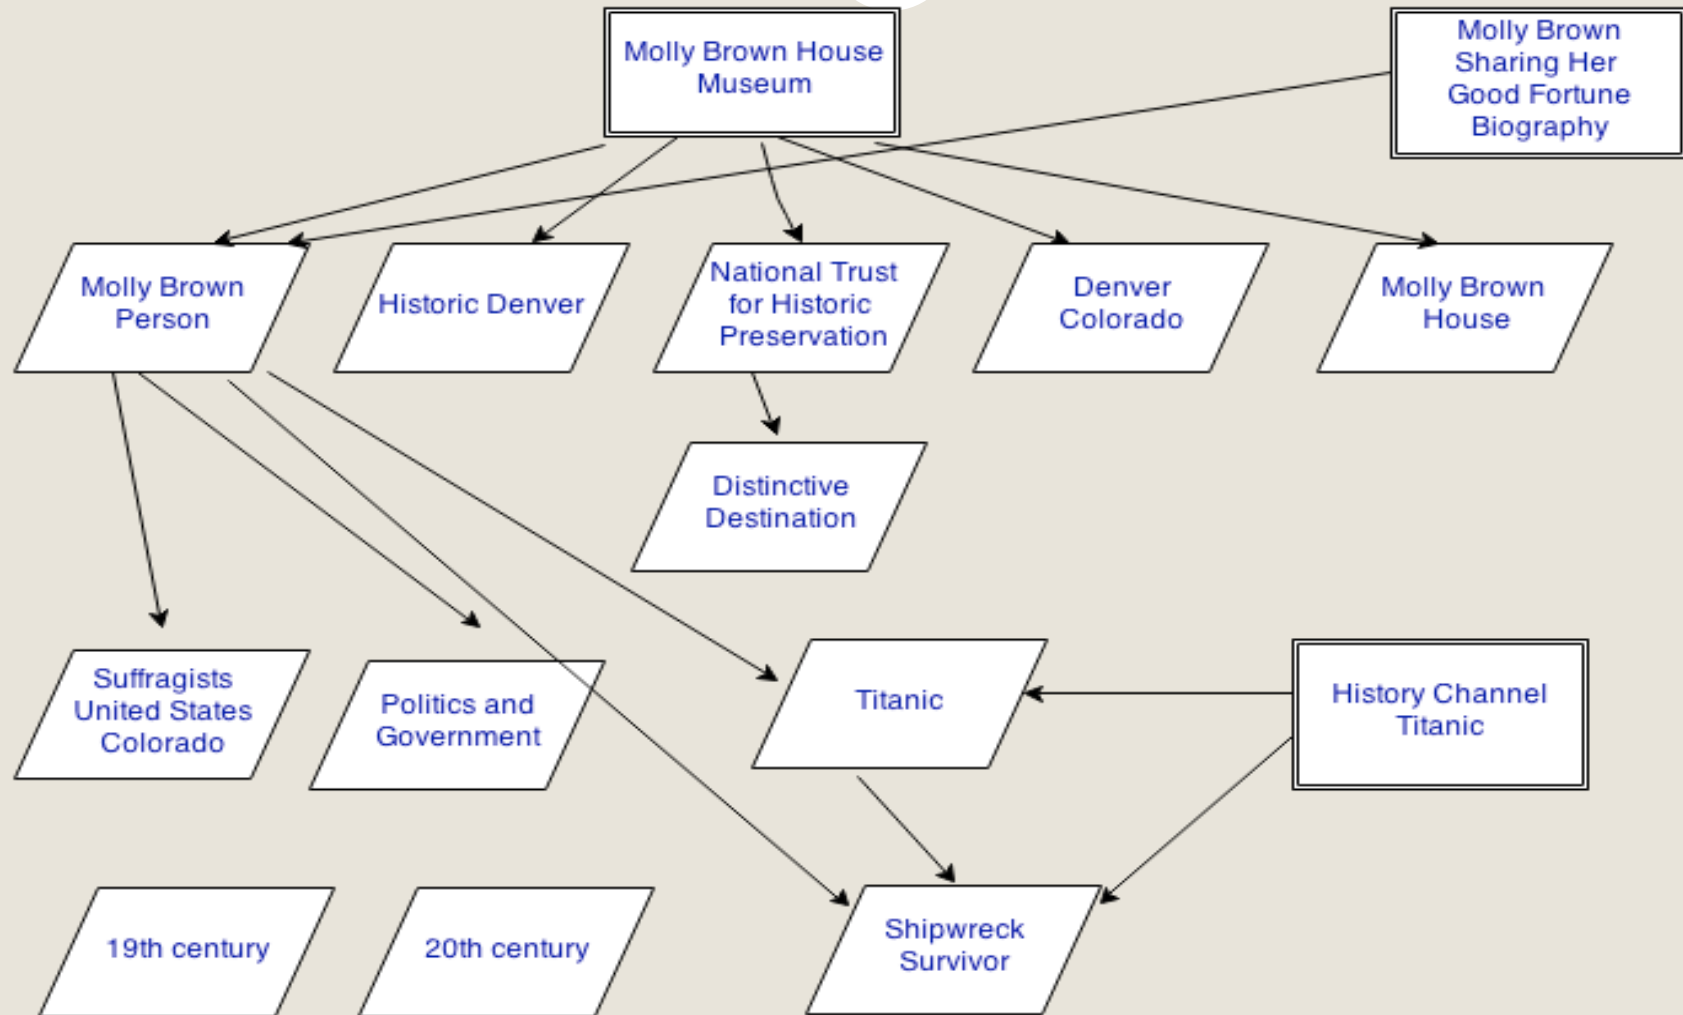 Molly Brown House
Museum
Molly Brown
Sharing Her
Good Fortune
Biography
Molly Brown
Person
Historic Denver
National Trust
for Historic
Preservation
Denver
Colorado
Molly Brown
House
Distinctive
Destination
Suffragists
United States
Colorado
Politics and
Government
Titanic
History Channel
Titanic
19th century
20th century
Shipwreck
Survivor